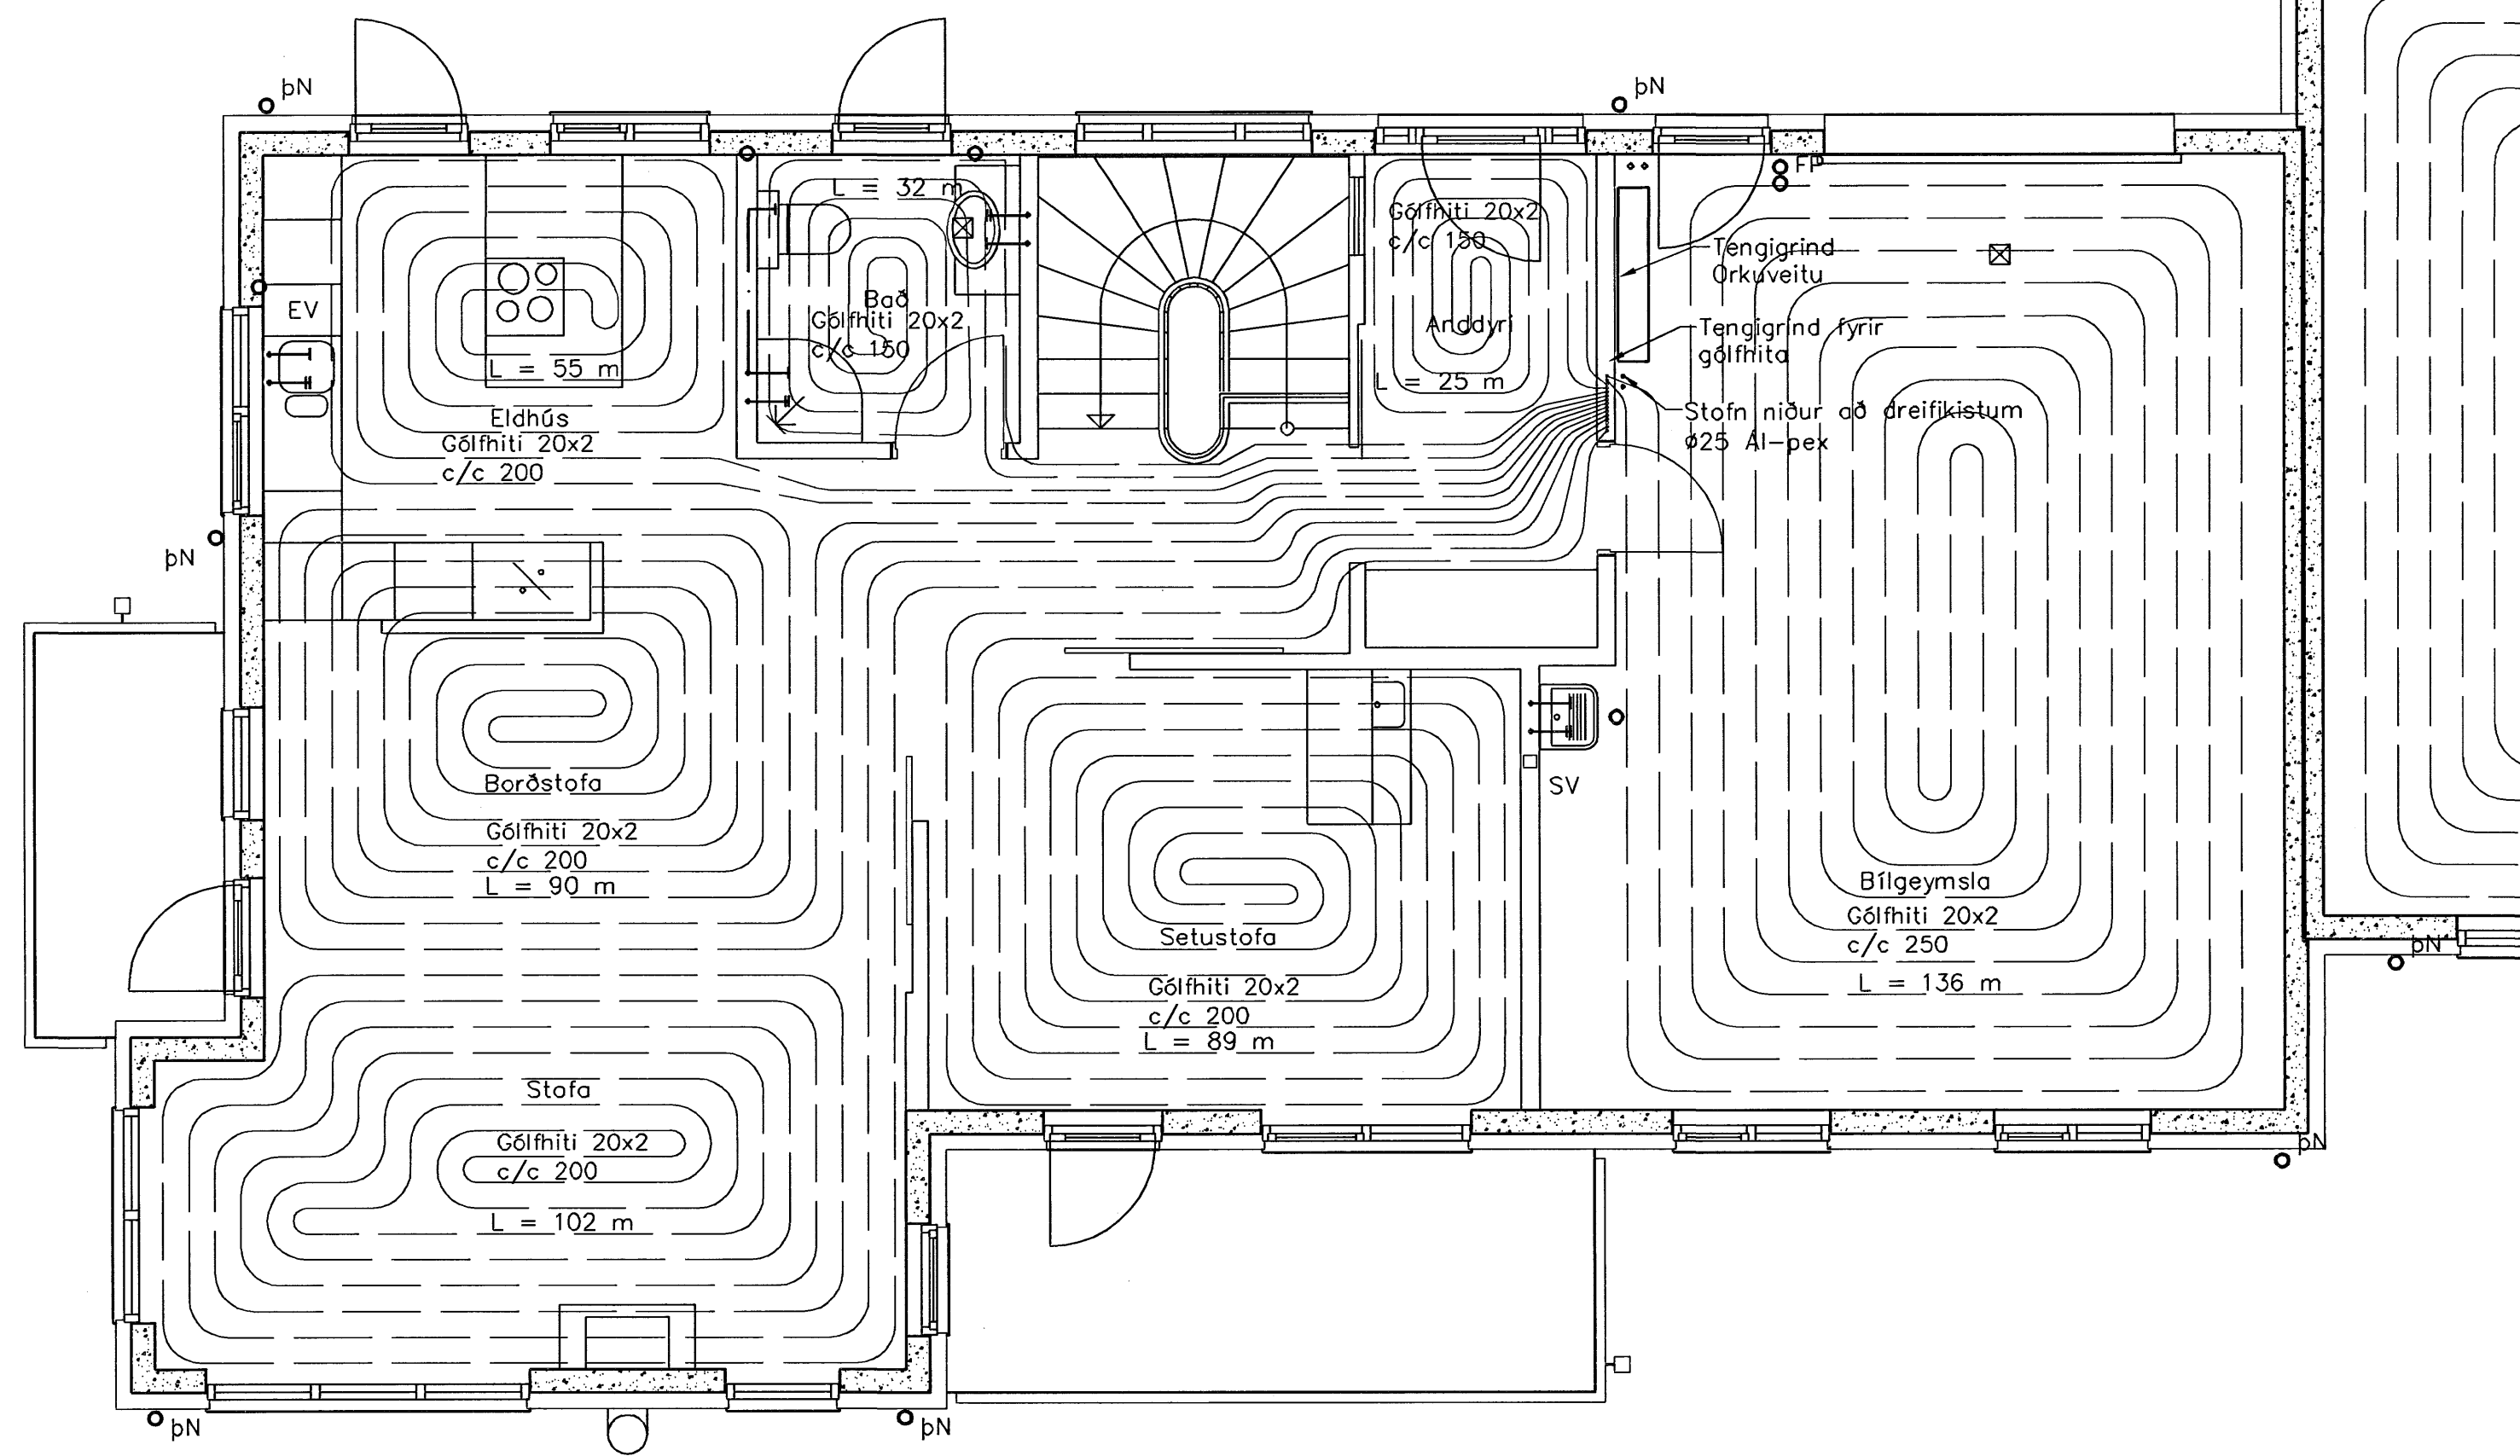 þN
þN
L = 32 m
FP
Gólfhiti 20x2
c/c 150
Tengigrind
Orkuveitu
EV
Bað
Gólfhiti 20x2
c/c 150
Anddyri
Tengigrind fyrir
gólfhita
L = 55 m
L = 25 m
Eldhús
Gólfhiti 20x2
c/c 200
Stofn niður að dreifikistum
ø25 Ál-pex
þN
Borðstofa
Gólfhiti 20x2
c/c 200
L = 90 m
SV
Setustofa
Gólfhiti 20x2
c/c 200
L = 89 m
Bílgeymsla
Gólfhiti 20x2
c/c 250
L = 136 m
þN
Stofa
Gólfhiti 20x2
c/c 200
L = 102 m
þN
þN
þN